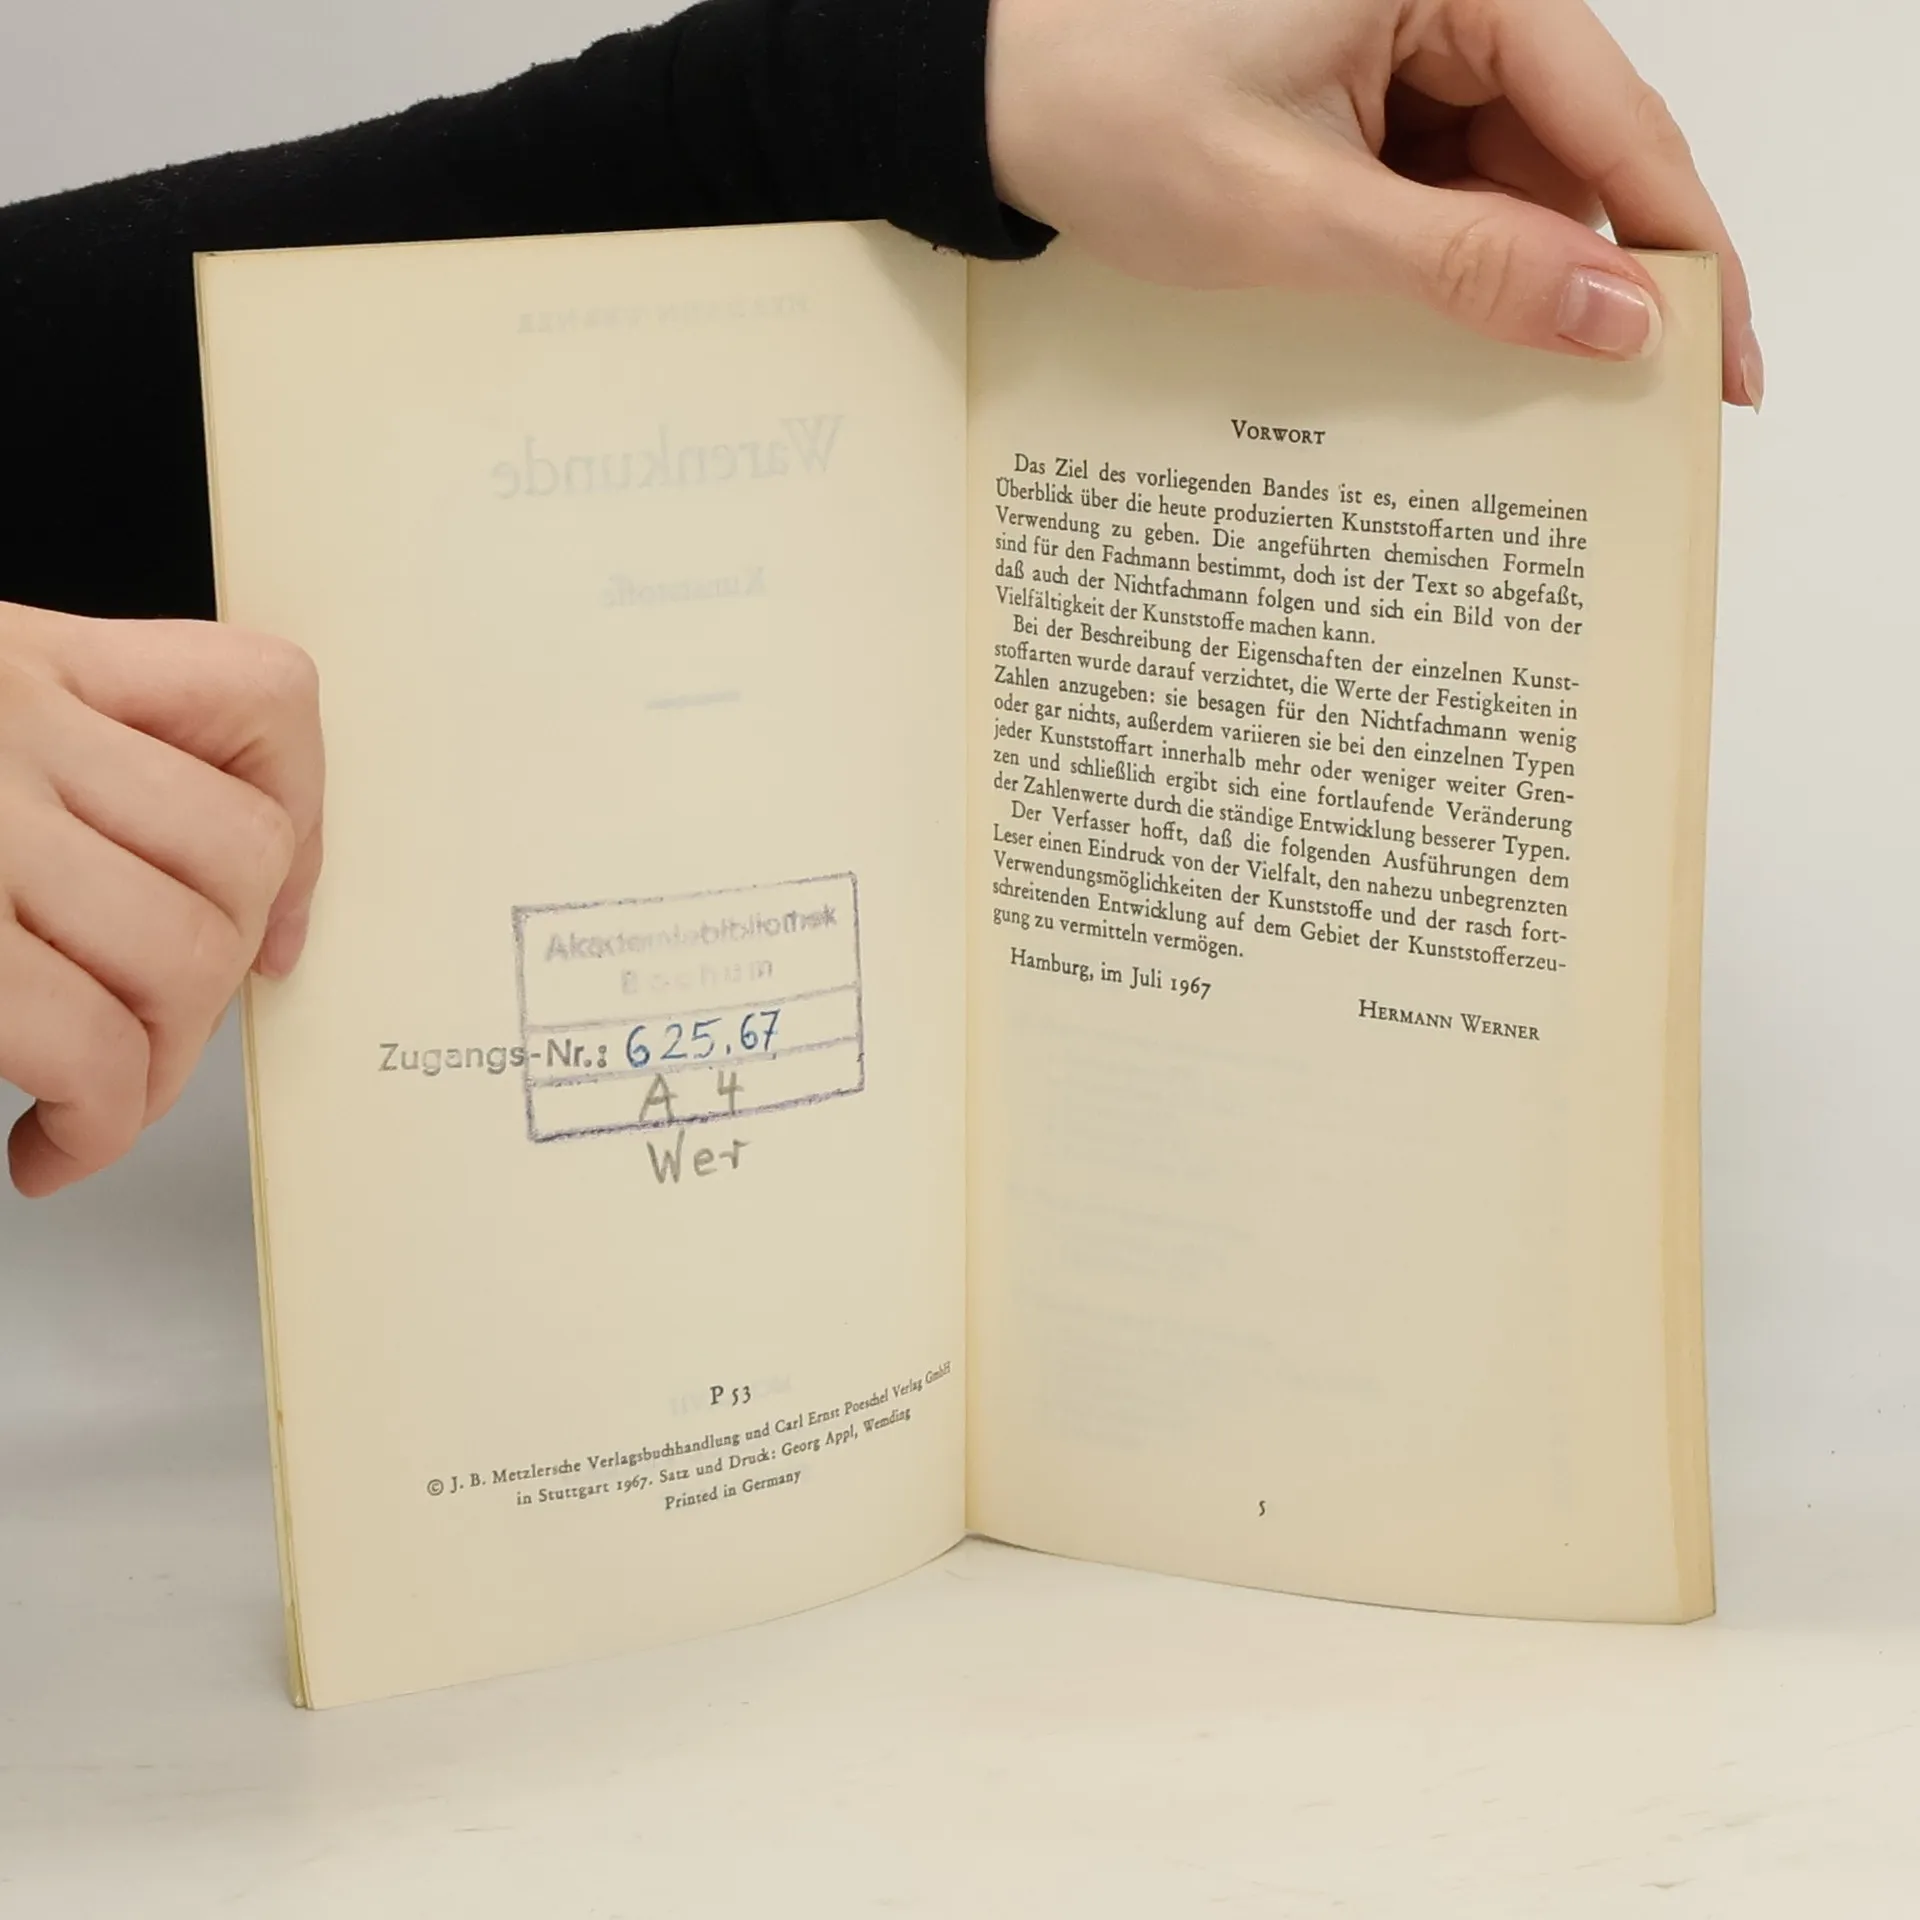 Warenkunde
Kunststoffe
Akademiebibliothek
Bochum
Zugangs-Nr.: 625.67
A 4
Wer
P 53
© J. B. Metzlersche Verlagsbuchhandlung und Carl Ernst Poeschel Verlag GmbH
in Stuttgart 1967. Satz und Druck: Georg Appl, Wemding
Printed in Germany
VORWORT
Das Ziel des vorliegenden Bandes ist es, einen allgemeinen
Überblick über die heute produzierten Kunststoffarten und ihre
Verwendung zu geben. Die angeführten chemischen Formeln
sind für den Fachmann bestimmt, doch ist der Text so abgefaßt,
daß auch der Nichtfachmann folgen und sich ein Bild von der
Vielfältigkeit der Kunststoffe machen kann.
Bei der Beschreibung der Eigenschaften der einzelnen Kunst-
stoffarten wurde darauf verzichtet, die Werte der Festigkeiten in
Zahlen anzugeben: sie besagen für den Nichtfachmann wenig
oder gar nichts, außerdem variieren sie bei den einzelnen Typen
jeder Kunststoffart innerhalb mehr oder weniger weiter Gren-
zen und schließlich ergibt sich eine fortlaufende Veränderung
der Zahlenwerte durch die ständige Entwicklung besserer Typen.
Der Verfasser hofft, daß die folgenden Ausführungen dem
Leser einen Eindruck von der Vielfalt, den nahezu unbegrenzten
Verwendungsmöglichkeiten der Kunststoffe und der rasch fort-
schreitenden Entwicklung auf dem Gebiet der Kunststofferzeu-
gung zu vermitteln vermögen.
Hamburg, im Juli 1967
HERMANN WERNER
5